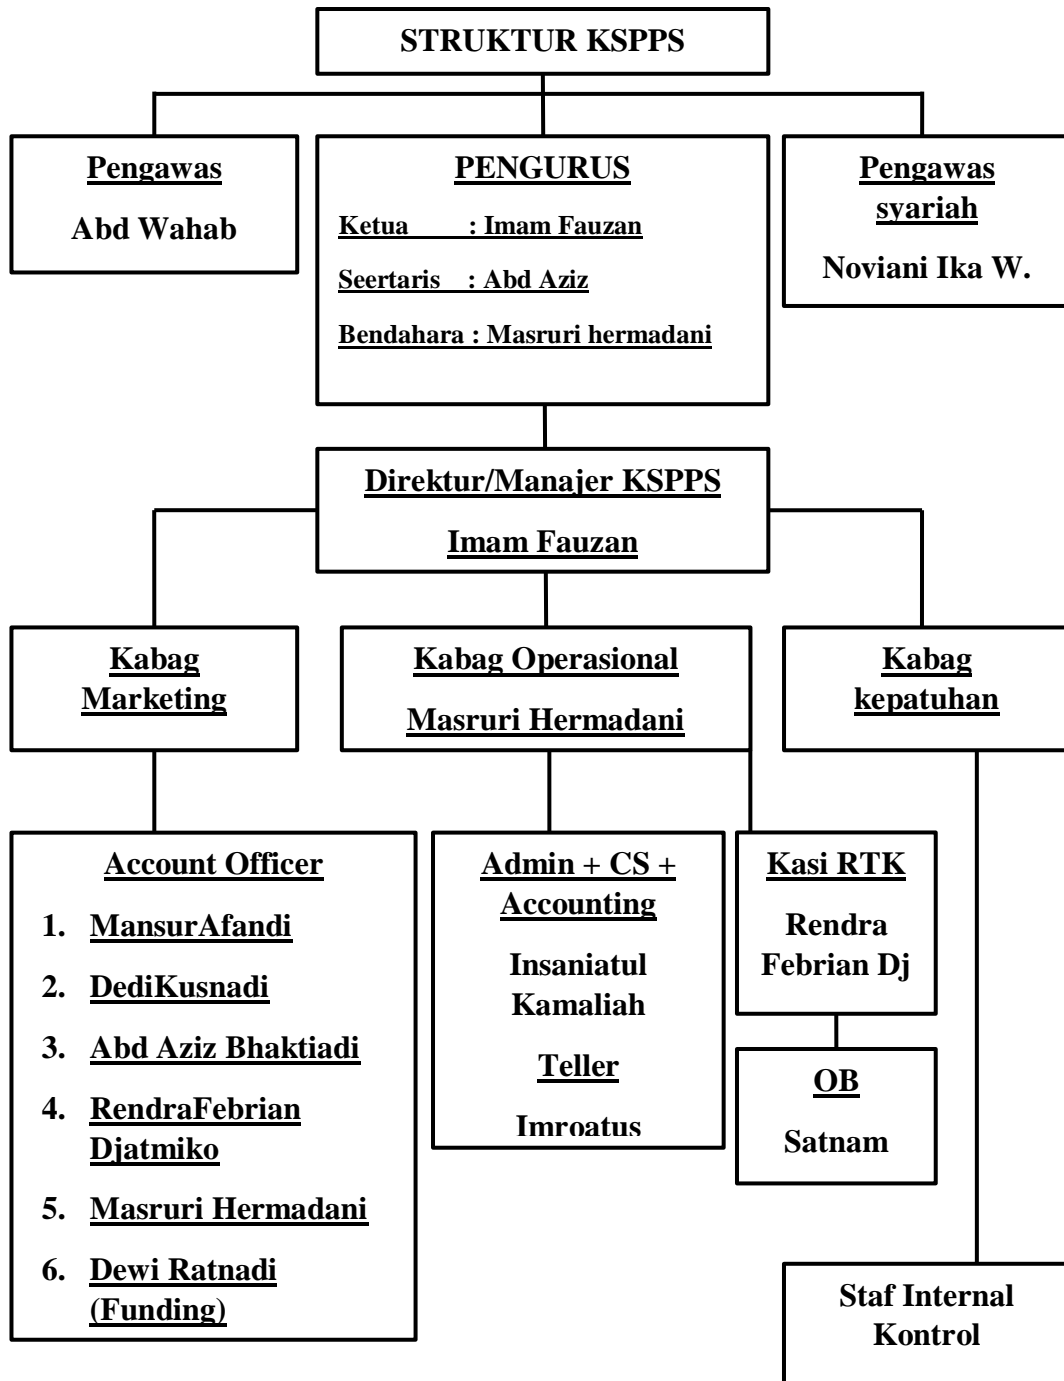 STRUKTUR KSPPS
Pengawas
Abd Wahab
PENGURUS
Ketua : Imam Fauzan
Seertaris : Abd Aziz
Bendahara : Masruri hermadani
Pengawas
syariah
Noviani Ika W.
Direktur/Manajer KSPPS
Imam Fauzan
Kabag
Marketing
Kabag Operasional
Masruri Hermadani
Kabag
kepatuhan
Account Officer
1. MansurAfandi
2. DediKusnadi
3. Abd Aziz Bhaktiadi
4. RendraFebrian
Djatmiko
5. Masruri Hermadani
6. Dewi Ratnadi
(Funding)
Admin + CS +
Accounting
Insaniatul
Kamaliah
Teller
Imroatus
Kasi RTK
Rendra
Febrian Dj
OB
Satnam
Staf Internal
Kontrol